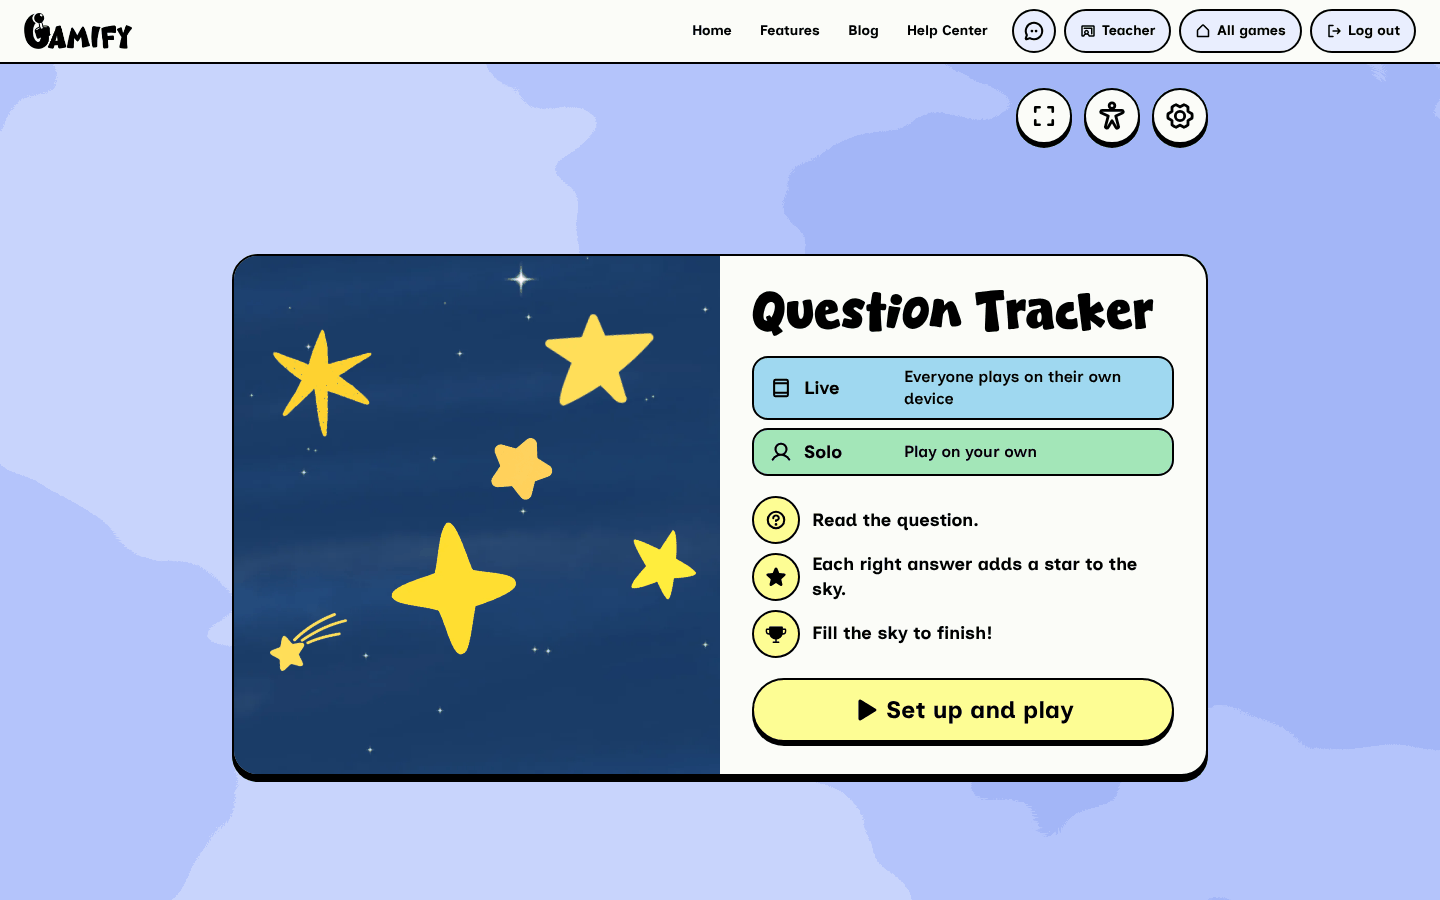 GAMIFY
Home
Features
Blog
Help Center
Teacher
All games
Log out
Question Tracker
Live
Everyone plays on their own
device
Solo
Play on your own
Read the question.
Each right answer adds a star to the
sky.
Fill the sky to finish!
Set up and play